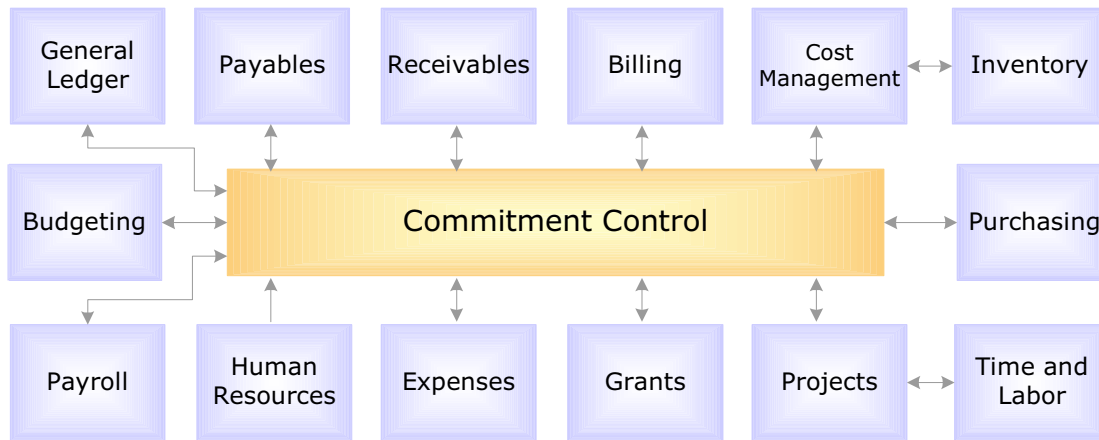 General
Ledger
Payables
Receivables
Billing
Cost
Management
Inventory
Budgeting
Commitment Control
Purchasing
Payroll
Human
Resources
Expenses
Grants
Projects
Time and
Labor